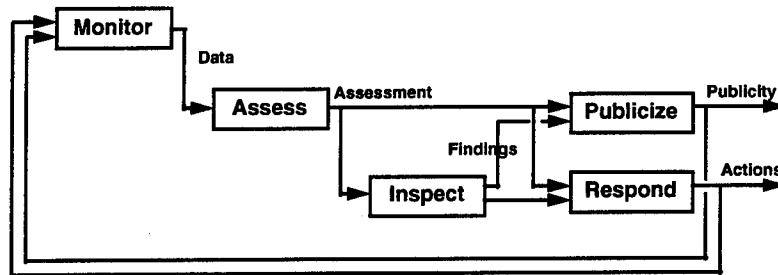 Monitor
Data
Assess
Assessment
Publicize
Publicity
Findings
Inspect
Respond
Actions